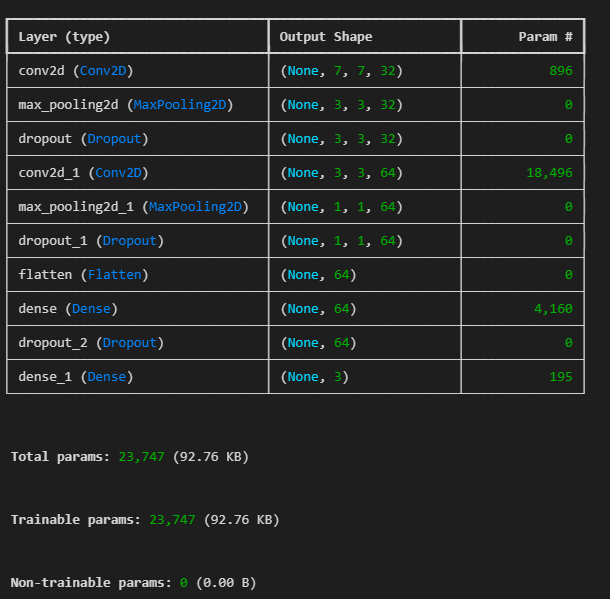 Layer (type) Output Shape Param #
conv2d (Conv2D) (None, 7, 7, 32) 896
max_pooling2d (MaxPooling2D) (None, 3, 3, 32) 0
dropout (Dropout) (None, 3, 3, 32) 0
conv2d_1 (Conv2D) (None, 3, 3, 64) 18,496
max_pooling2d_1 (MaxPooling2D) (None, 1, 1, 64) 0
dropout_1 (Dropout) (None, 1, 1, 64) 0
flatten (Flatten) (None, 64) 0
dense (Dense) (None, 64) 4,160
dropout_2 (Dropout) (None, 64) 0
dense_1 (Dense) (None, 3) 195
Total params: 23,747 (92.76 KB)
Trainable params: 23,747 (92.76 KB)
Non-trainable params: 0 (0.00 B)